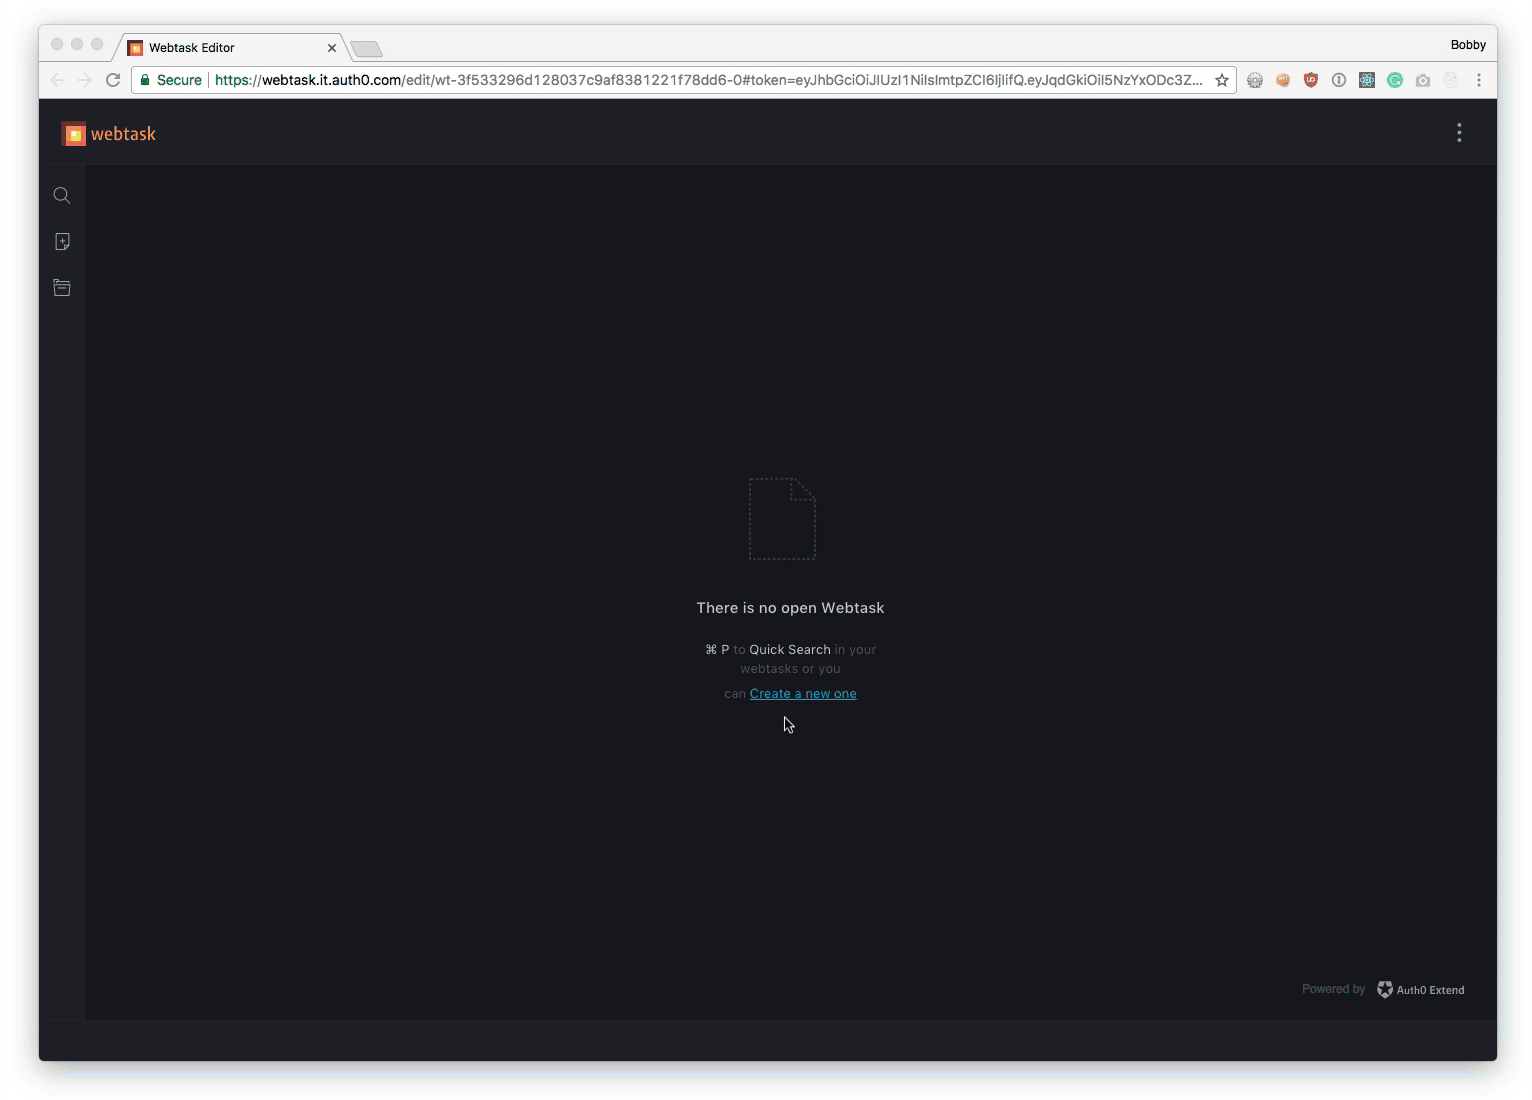 Webtask Editor
Bobby
Secure https://webtask.it.auth0.com/edit/wt-3f533296d128037c9af8381221f78dd6-0#token=eyJhbGciOiJIUzI1NiIsImtpZCI6IjIifQ.eyJqdGkiOiI5NzYxODc3Z...
webtask
There is no open Webtask
⌘ P to Quick Search in your
webtasks or you
can Create a new one
Powered by Auth0 Extend